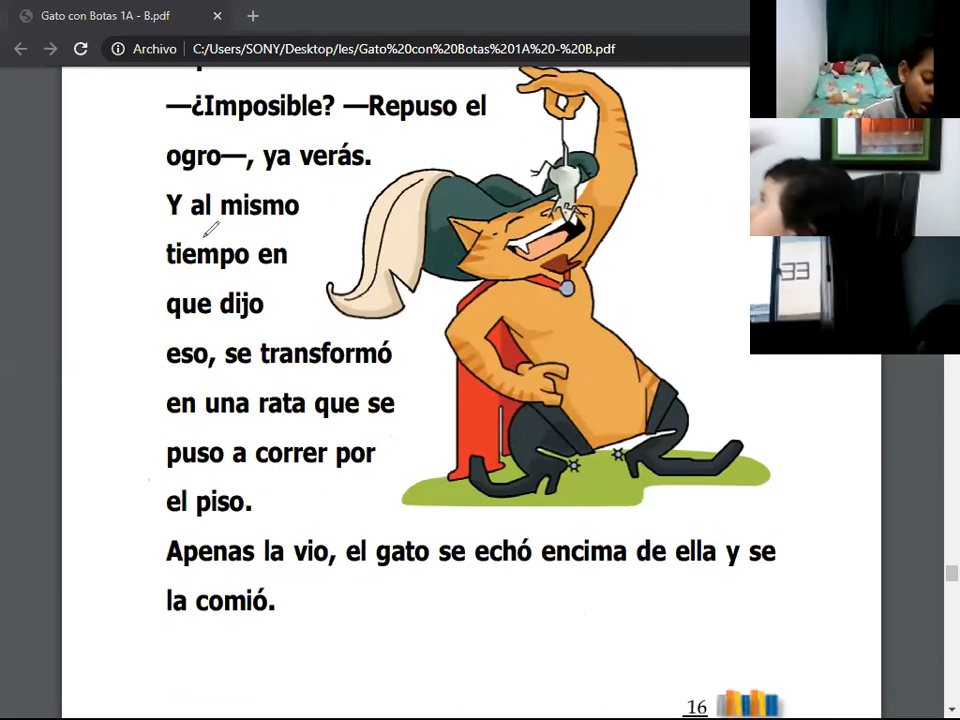 Gato con Botas 1A - B.pdf
Archivo
C:/Users/SONY/Desktop/les/Gato%20con%20Botas%201A%20-%20B.pdf
—¿Imposible? —Repuso el
ogro—, ya verás.
Y al mismo
tiempo en
que dijo
eso, se transformó
en una rata que se
puso a correr por
el piso.
Apenas la vio, el gato se echó encima de ella y se
la comió.
16